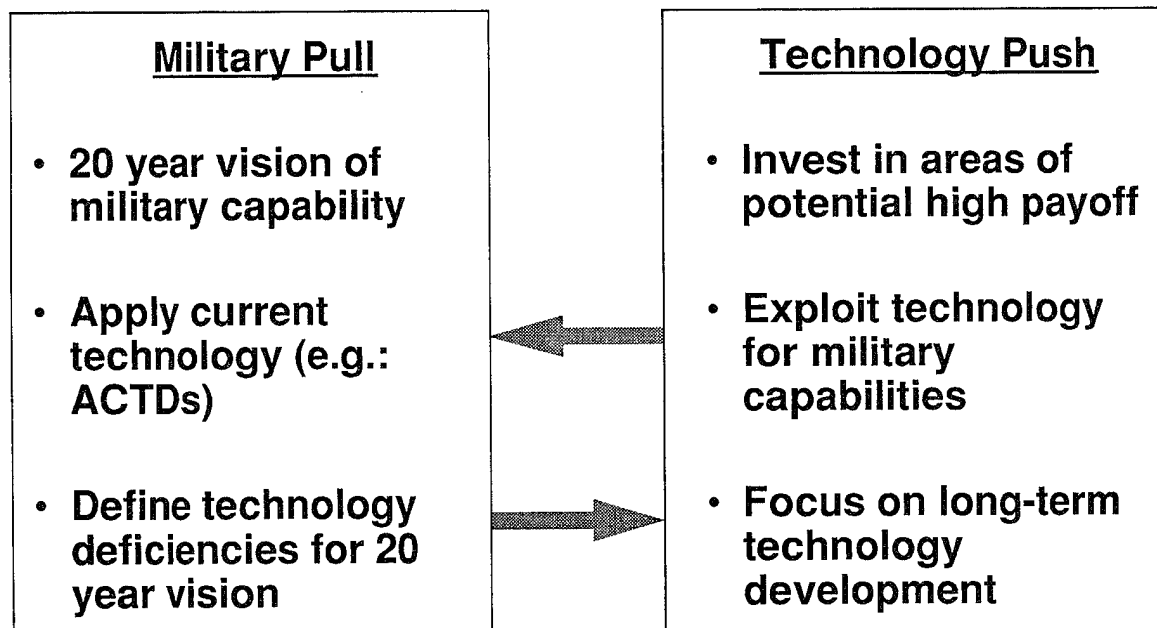 Military Pull
• 20 year vision of
military capability
• Apply current
technology (e.g.:
ACTDs)
• Define technology
deficiencies for 20
year vision
Technology Push
• Invest in areas of
potential high payoff
• Exploit technology
for military
capabilities
• Focus on long-term
technology
development